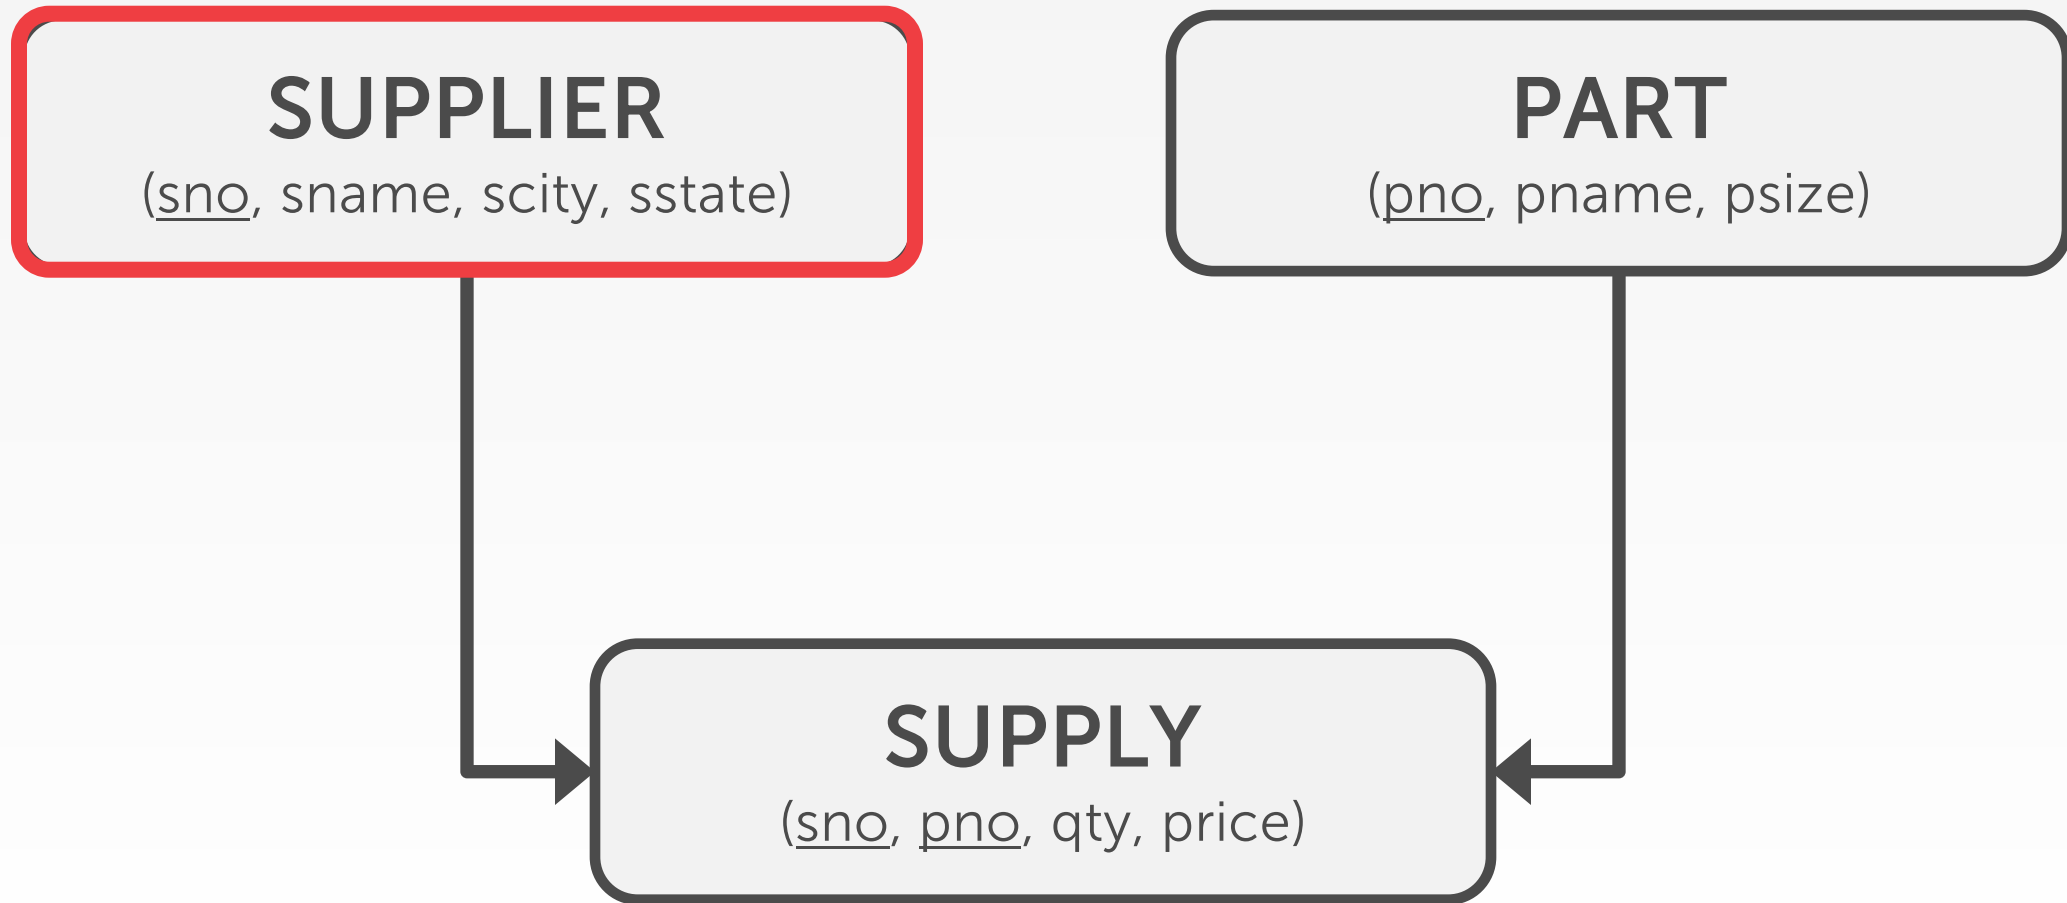 SUPPLIER
(sno, sname, scity, sstate)
PART
(pno, pname, psize)
SUPPLY
(sno, pno, qty, price)